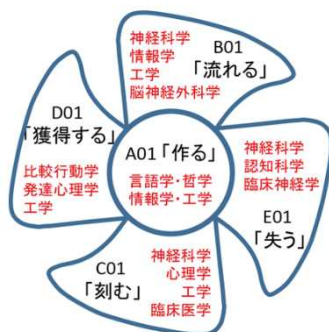 神経科学
情報学
工学
脳神経外科学
B01
「流れる」
D01
「獲得する」
比較行動学
発達心理学
工学
A01「作る」
言語学・哲学
情報学・工学
神経科学
認知科学
臨床神経学
E01
「失う」
神経科学
心理学
工学
臨床医学
C01
「刻む」